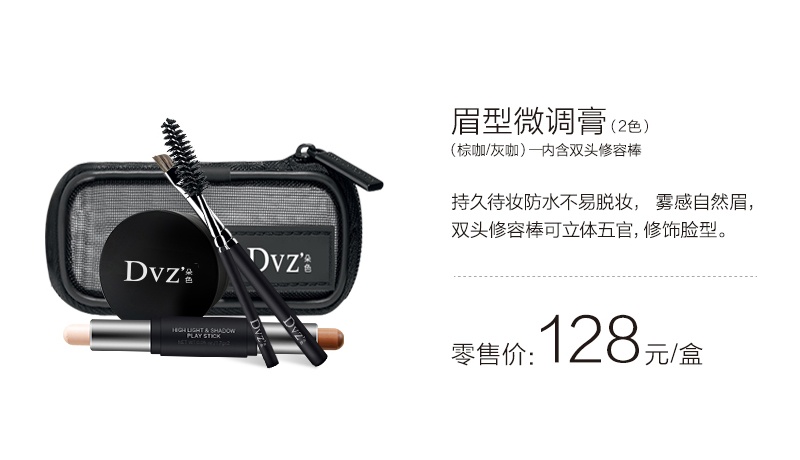 眉型微调膏(2色)
(棕咖/灰咖)一内含双头修容棒
持久待妆防水不易脱妆, 雾感自然眉,
双头修容棒可立体五官,修饰脸型。
零售价:128元/盒
Dvz'朵色
Dvz'朵色
HIGH LIGHT & SHADOW
PLAY STICK
Dvz'
Dvz'